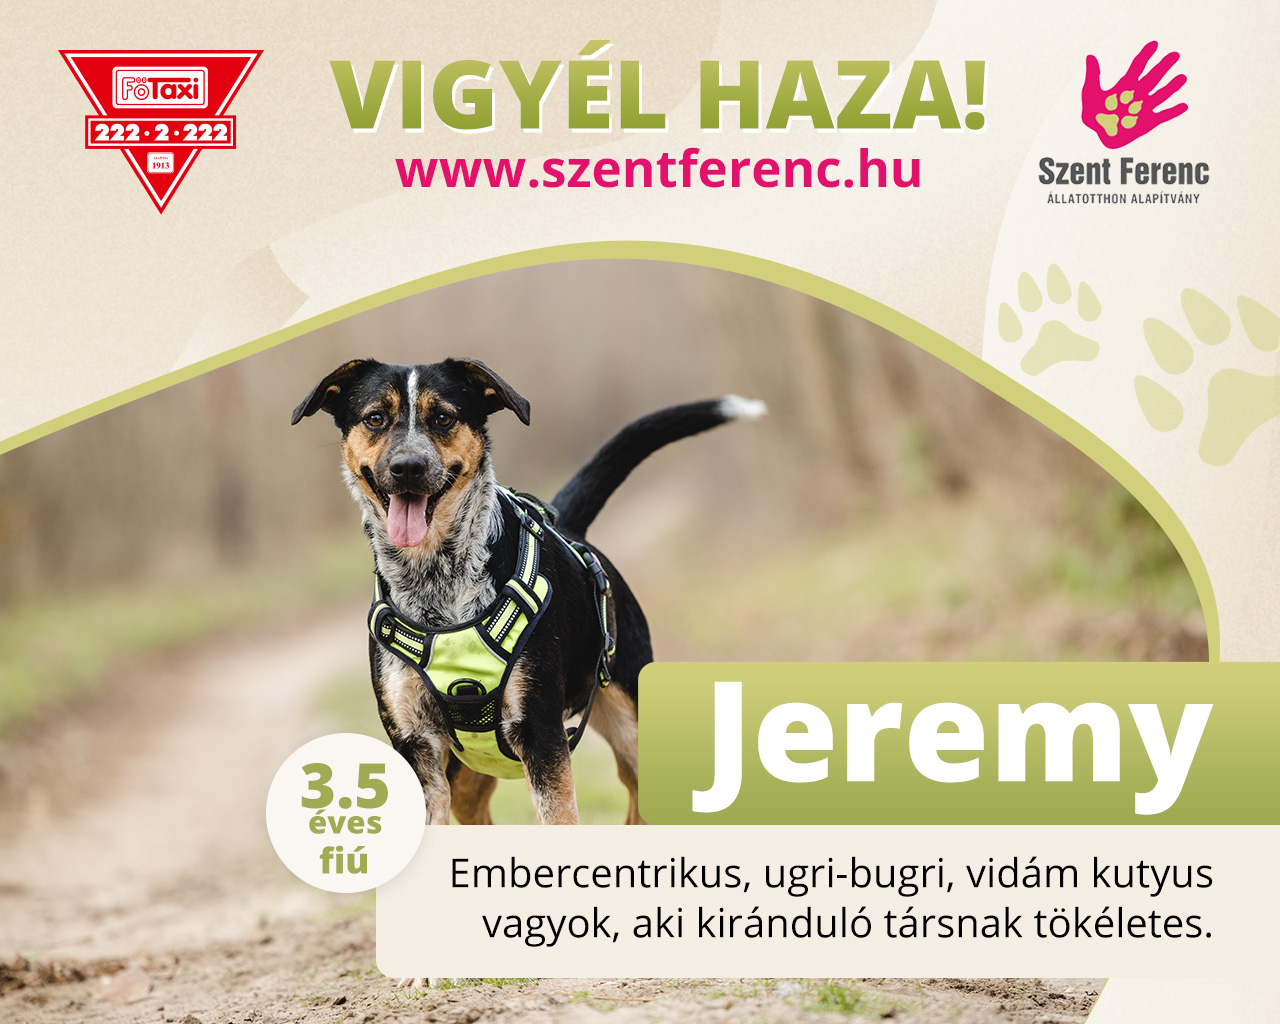 FőTaxi
222·2·222
ALAPÍTVA
1913
VIGYÉL HAZA!
www.szentferenc.hu
Szent Ferenc
ÁLLATOTTHON ALAPÍTVÁNY
Jeremy
3.5
éves
fiú
Embercentrikus, ugri-bugri, vidám kutyus
vagyok, aki kiránduló társnak tökéletes.